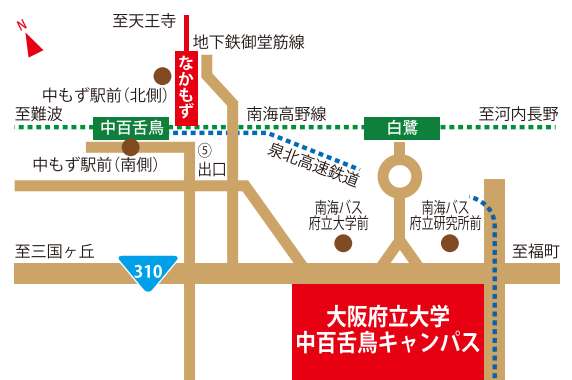 N
至天王寺
地下鉄御堂筋線
なかもず
中もず駅前(北側)
至難波
中百舌鳥
南海高野線
白鷺
至河内長野
中もず駅前(南側)
⑤
出口
泉北高速鉄道
南海バス
府立大学前
南海バス
府立研究所前
至三国ヶ丘
310
至福町
大阪府立大学
中百舌鳥キャンパス